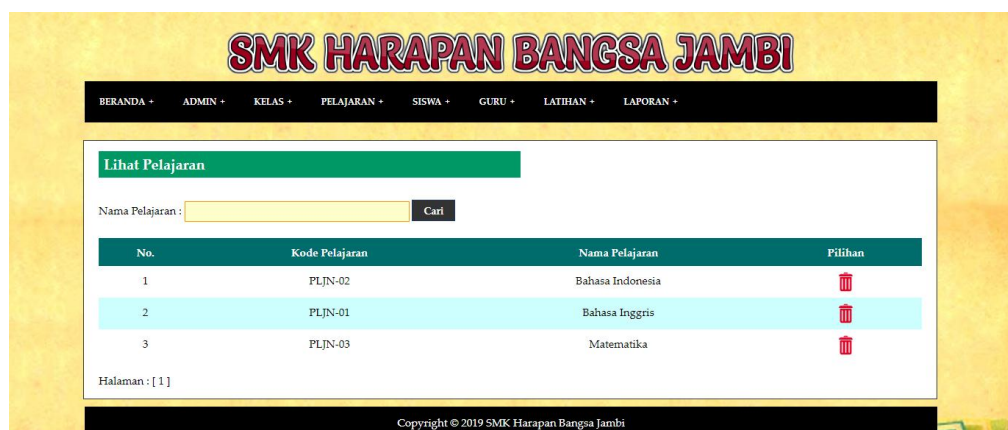 SMK HARAPAN BANGSA JAMBI
BERANDA + ADMIN + KELAS + PELAJARAN + SISWA + GURU + LATIHAN + LAPORAN +
Lihat Pelajaran
Nama Pelajaran : Cari
No. Kode Pelajaran Nama Pelajaran Pilihan
1 PLJN-02 Bahasa Indonesia
2 PLJN-01 Bahasa Inggris
3 PLJN-03 Matematika
Halaman : [ 1 ]
Copyright © 2019 SMK Harapan Bangsa Jambi